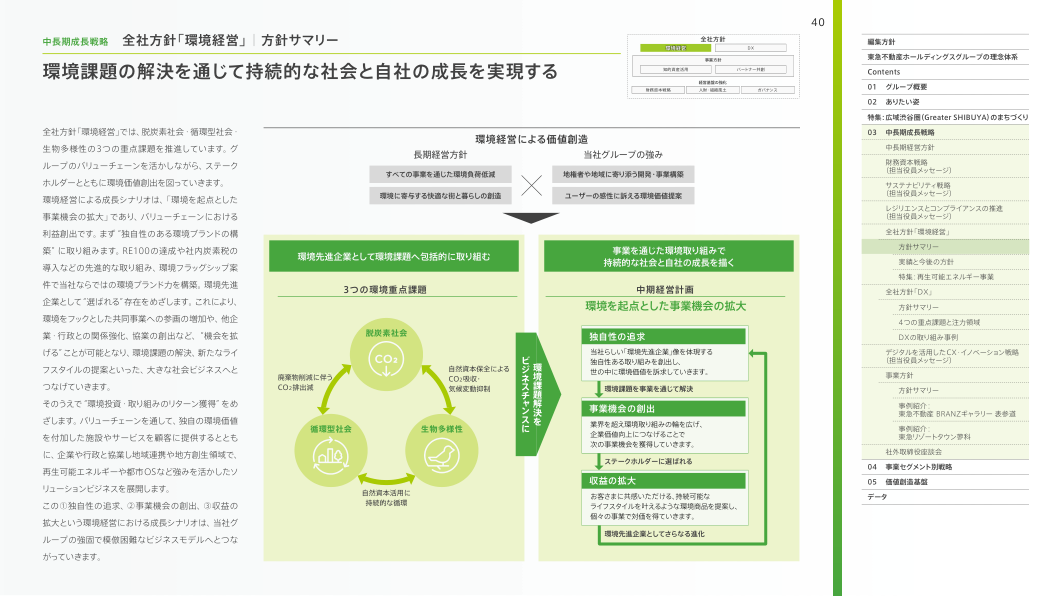 40
中長期成長戦略 全社方針「環境経営」｜方針サマリー
環境課題の解決を通じて持続的な社会と自社の成長を実現する
全社方針
環境経営
DX
事業方針
知的資産活用
パートナー共創
経営基盤の強化
財務資本戦略
人財・組織風土
ガバナンス
全社方針「環境経営」では、脱炭素社会・循環型社会・
生物多様性の3つの重点課題を推進しています。グ
ループのバリューチェーンを活かしながら、ステーク
ホルダーとともに環境価値創出を図っていきます。
環境経営による成長シナリオは、「環境を起点とした
事業機会の拡大」であり、バリューチェーンにおける
利益創出です。まず“独自性のある環境ブランドの構
築”に取り組みます。RE100の達成や社内炭素税の
導入などの先進的な取り組み、環境フラッグシップ案
件で当社ならではの環境ブランド力を構築、環境先進
企業として“選ばれる”存在をめざします。これにより、
環境をフックとした共同事業への参画の増加や、他企
業・行政との関係強化、協業の創出など、“機会を拡
げる”ことが可能となり、環境課題の解決、新たなライ
フスタイルの提案といった、大きな社会ビジネスへと
つなげていきます。
そのうえで“環境投資・取り組みのリターン獲得”をめ
ざします。バリューチェーンを通して、独自の環境価値
を付加した施設やサービスを顧客に提供するととも
に、企業や行政と協業し地域連携や地方創生領域で、
再生可能エネルギーや都市OSなど強みを活かしたソ
リューションビジネスを展開します。
この①独自性の追求、②事業機会の創出、③収益の
拡大という環境経営における成長シナリオは、当社グ
ループの強固で模倣困難なビジネスモデルへとつな
がっていきます。
環境経営による価値創造
長期経営方針
すべての事業を通じた環境負荷低減
環境に寄与する快適な街と暮らしの創造
当社グループの強み
地権者や地域に寄り添う開発・事業構築
ユーザーの感性に訴える環境価値提案
環境先進企業として環境課題へ包括的に取り組む
3つの環境重点課題
脱炭素社会
CO2
廃棄物削減に伴う
CO2排出減
自然資本保全による
CO2吸収・
気候変動抑制
循環型社会
生物多様性
自然資本活用に
持続的な循環
環境課題解決を
ビジネスチャンスに
事業を通じた環境取り組みで
持続的な社会と自社の成長を描く
中期経営計画
環境を起点とした事業機会の拡大
独自性の追求
当社らしい「環境先進企業」像を体現する
独自性ある取り組みを創出し、
世の中に環境価値を訴求していきます。
環境課題を事業を通じて解決
事業機会の創出
業界を超え環境取り組みの輪を広げ、
企業価値向上につなげることで
次の事業機会を獲得していきます。
ステークホルダーに選ばれる
収益の拡大
お客さまに共感いただける、持続可能な
ライフスタイルを叶えるような環境商品を提案し、
個々の事業で対価を得ていきます。
環境先進企業としてさらなる進化
編集方針
東急不動産ホールディングスグループの理念体系
Contents
01 グループ概要
02 ありたい姿
特集：広域渋谷圏（Greater SHIBUYA）のまちづくり
03 中長期成長戦略
中長期経営方針
財務資本戦略
（担当役員メッセージ）
サステナビリティ戦略
（担当役員メッセージ）
レジリエンスとコンプライアンスの推進
（担当役員メッセージ）
全社方針「環境経営」
方針サマリー
実績と今後の方針
特集：再生可能エネルギー事業
全社方針「DX」
方針サマリー
4つの重点課題と注力領域
DXの取り組み事例
デジタルを活用したCX・イノベーション戦略
（担当役員メッセージ）
事業方針
方針サマリー
事例紹介：
東急不動産 BRANZギャラリー 表参道
事例紹介：
東急リゾートタウン蓼科
社外取締役座談会
04 事業セグメント別戦略
05 価値創造基盤
データ